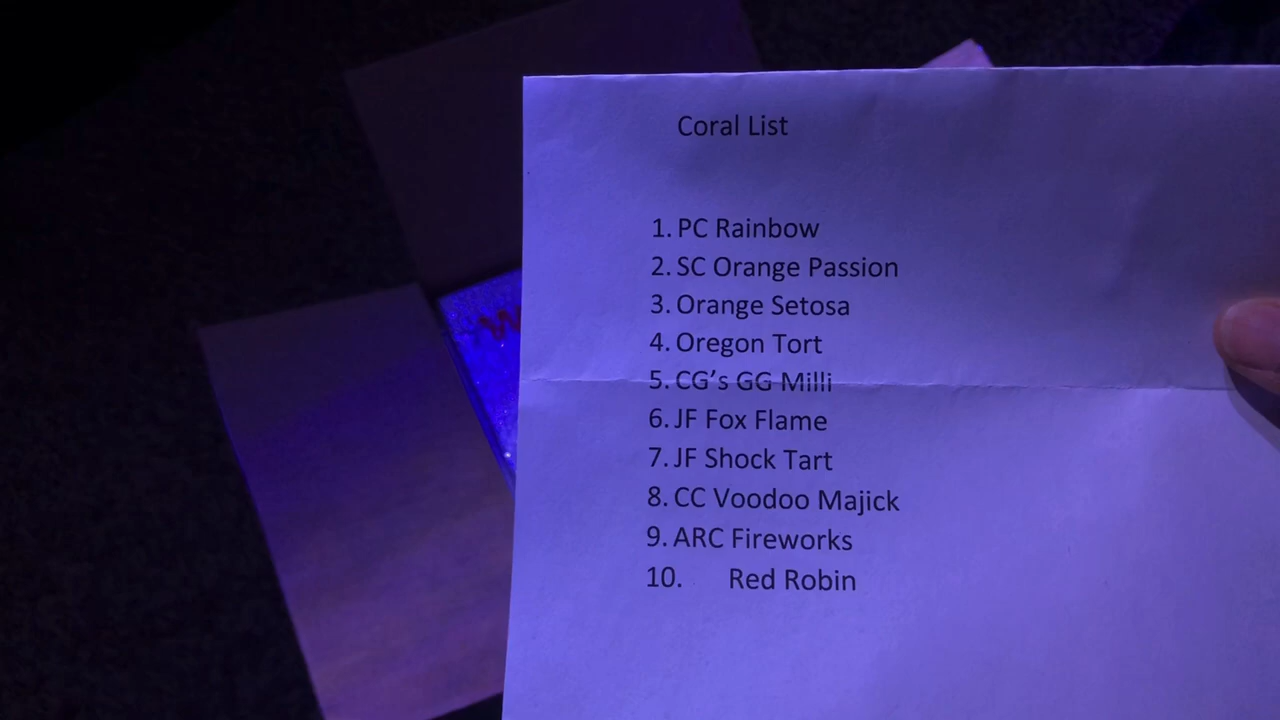 Coral List
1. PC Rainbow
2. SC Orange Passion
3. Orange Setosa
4. Oregon Tort
5. CG’s GG Milli
6. JF Fox Flame
7. JF Shock Tart
8. CC Voodoo Majick
9. ARC Fireworks
10. Red Robin